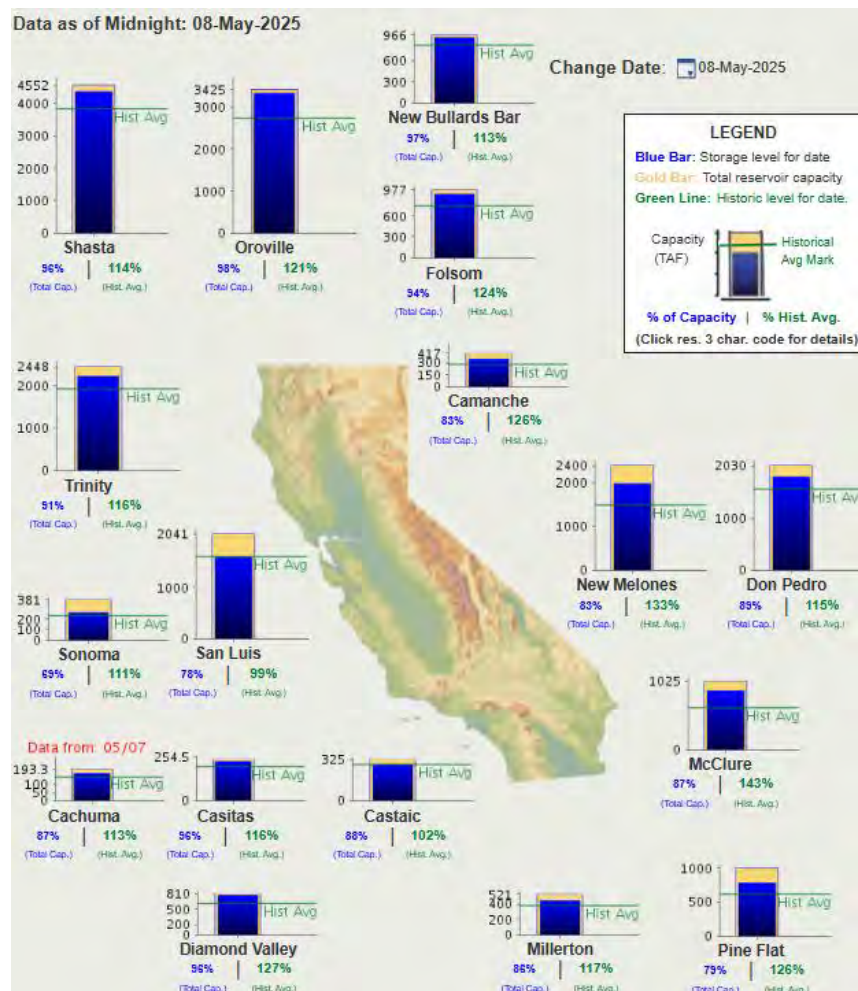 Data as of Midnight: 08-May-2025
Change Date: 08-May-2025
LEGEND
Blue Bar: Storage level for date
Gold Bar: Total reservoir capacity
Green Line: Historic level for date.
Capacity
(TAF)
Historical
Avg Mark
% of Capacity | % Hist. Avg.
(Click res. 3 char. code for details)
4552
4000
3000
2000
1000
0
Hist Avg
Shasta
96% | 114%
(Total Cap.) (Hist. Avg.)
3425
3000
2000
1000
0
Hist Avg
Oroville
98% | 121%
(Total Cap.) (Hist. Avg.)
966
600
300
0
Hist Avg
New Bullards Bar
97% | 113%
(Total Cap.) (Hist. Avg.)
977
600
300
0
Hist Avg
Folsom
94% | 124%
(Total Cap.) (Hist. Avg.)
2448
2000
1000
0
Hist Avg
Trinity
91% | 116%
(Total Cap.) (Hist. Avg.)
417
300
150
0
Hist Avg
Camanche
83% | 126%
(Total Cap.) (Hist. Avg.)
2400
2000
1000
0
Hist Avg
New Melones
83% | 133%
(Total Cap.) (Hist. Avg.)
2030
1000
0
Hist Av
Don Pedro
89% | 115%
(Total Cap.) (Hist. Avg.)
381
200
100
0
Hist Avg
Sonoma
69% | 111%
(Total Cap.) (Hist. Avg.)
2041
1000
0
Hist Avg
San Luis
78% | 99%
(Total Cap.) (Hist. Avg.)
1025
0
Hist Avg
McClure
87% | 143%
(Total Cap.) (Hist. Avg.)
Data from: 05/07
193.3
100
50
0
Hist Avg
Cachuma
87% | 113%
(Total Cap.) (Hist. Avg.)
254.5
0
Hist Avg
Casitas
96% | 116%
(Total Cap.) (Hist. Avg.)
325
0
Hist Avg
Castaic
88% | 102%
(Total Cap.) (Hist. Avg.)
810
500
300
0
Hist Avg
Diamond Valley
96% | 127%
(Total Cap.) (Hist. Avg.)
521
400
200
0
Hist Avg
Millerton
86% | 117%
(Total Cap.) (Hist. Avg.)
1000
500
0
Hist Avg
Pine Flat
79% | 126%
(Total Cap.) (Hist. Avg.)